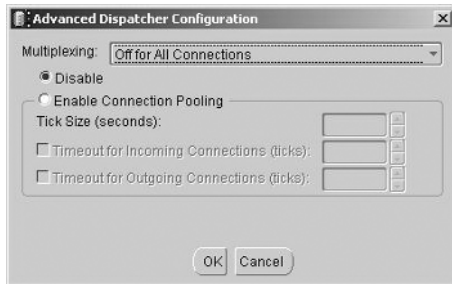 Advanced Dispatcher Configuration
Multiplexing: Off for All Connections
Disable
Enable Connection Pooling
Tick Size (seconds):
Timeout for Incoming Connections (ticks):
Timeout for Outgoing Connections (ticks):
OK Cancel